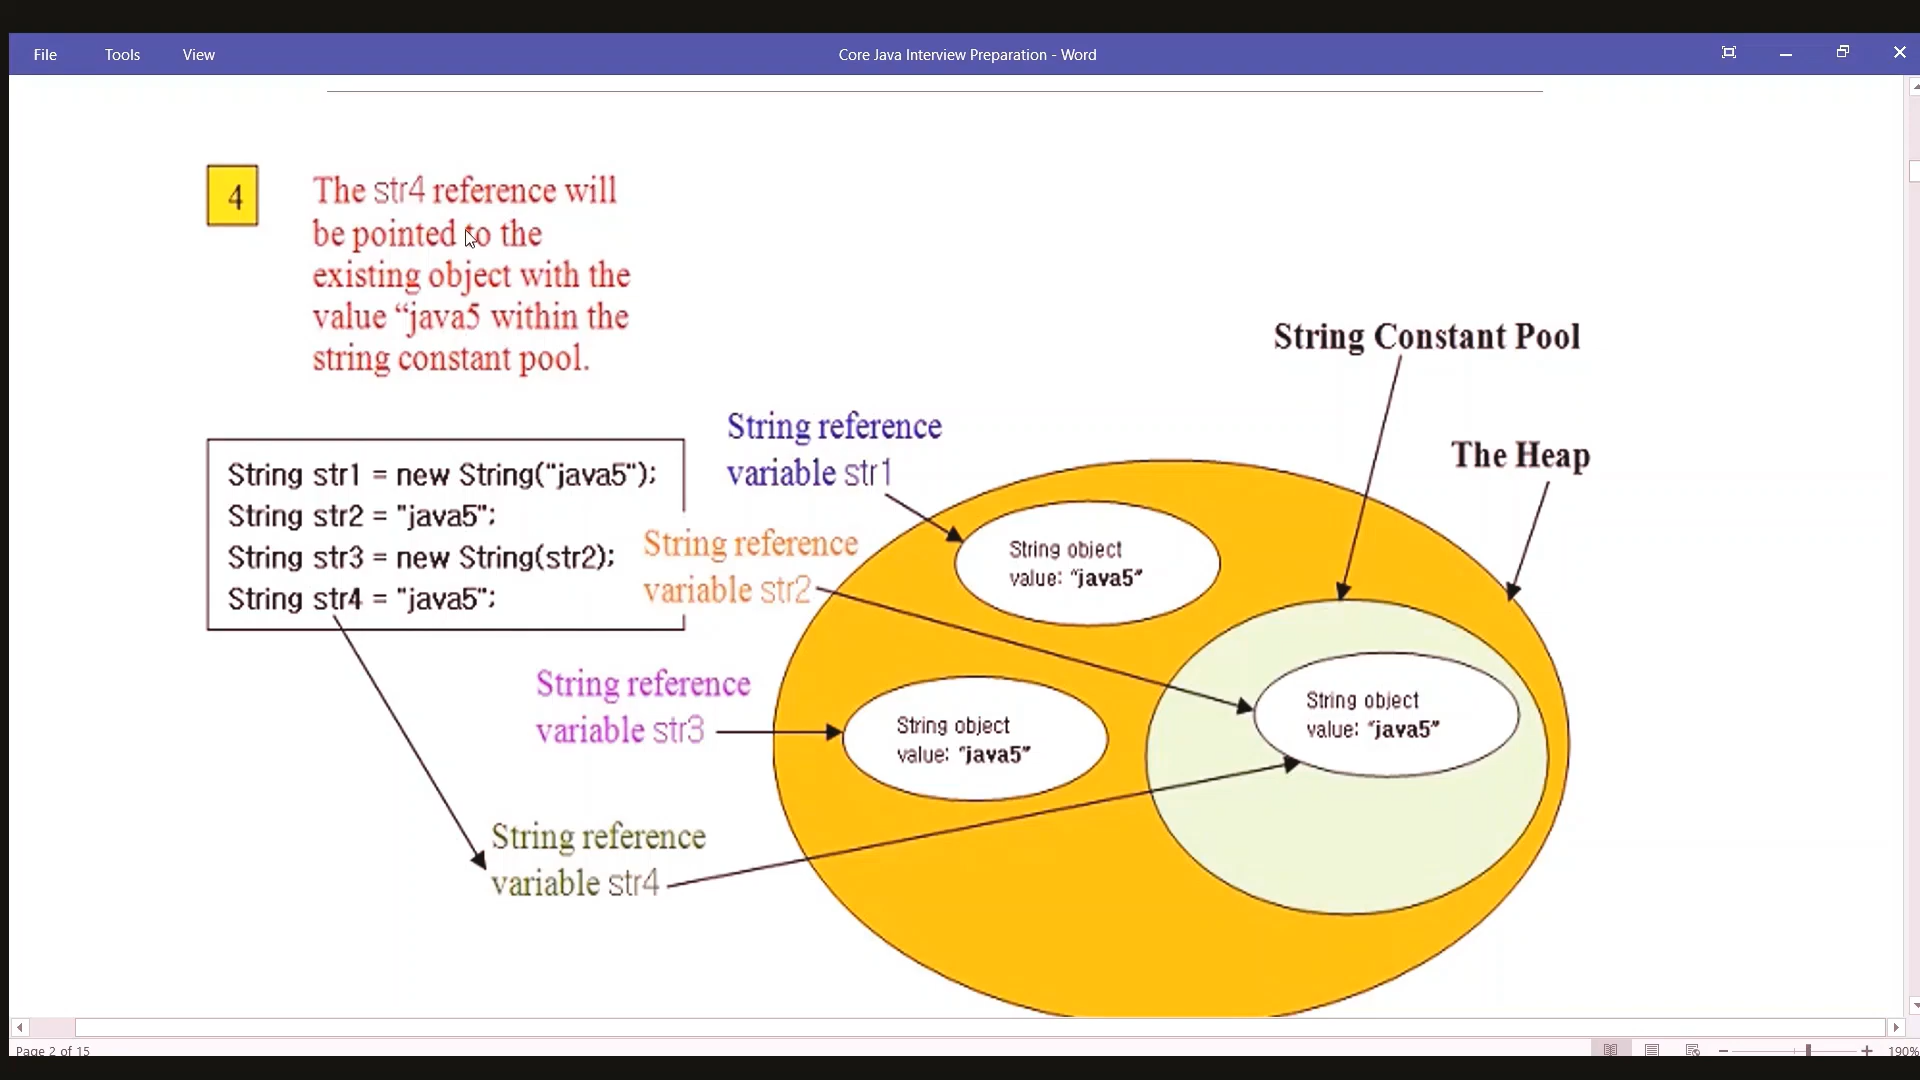 File Tools View Core Java Interview Preparation - Word
4
The str4 reference will
be pointed to the
existing object with the
value “java5 within the
string constant pool.
String Constant Pool
The Heap
String reference
variable str1
String str1 = new String("java5");
String str2 = "java5";
String str3 = new String(str2);
String str4 = "java5";
String reference
variable str2
String object
value: “java5”
String reference
variable str3
String object
value: “java5”
String object
value: “java5”
String reference
variable str4
Page 2 of 15
190%